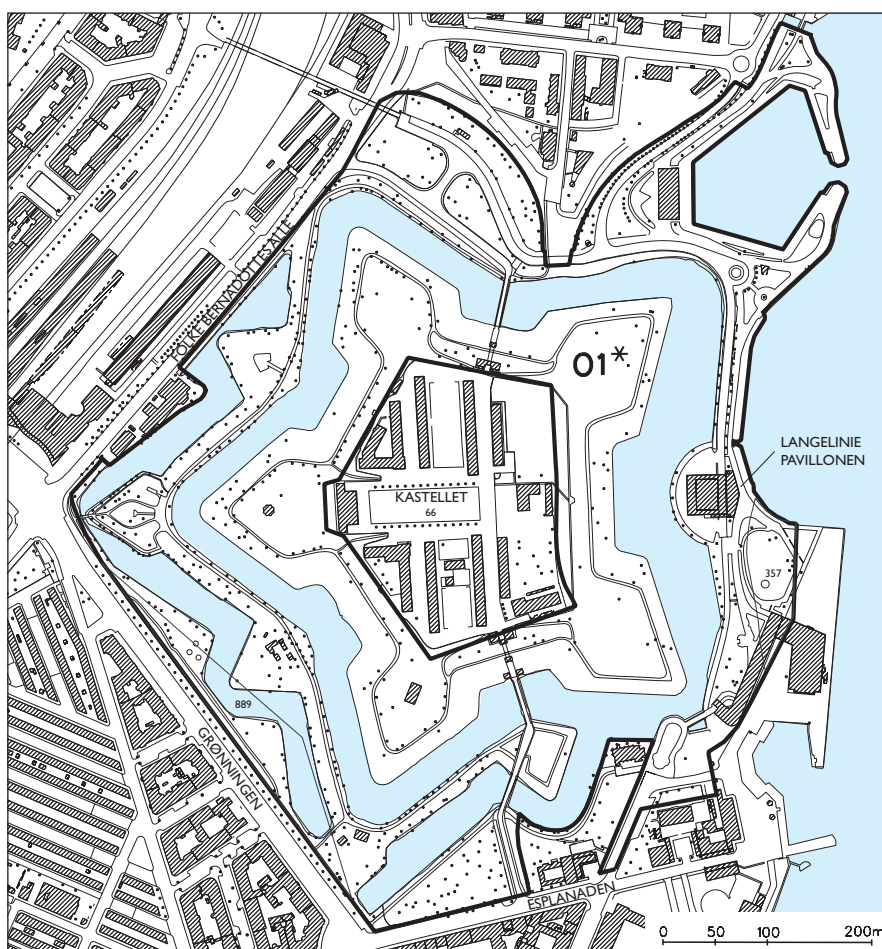 FOLKE BERNADOTTES ALLÉ
01*
LANGELINIE
PAVILLONEN
KASTELLET
66
357
889
GRØNNINGEN
ESPLANADEN
0 50 100 200m